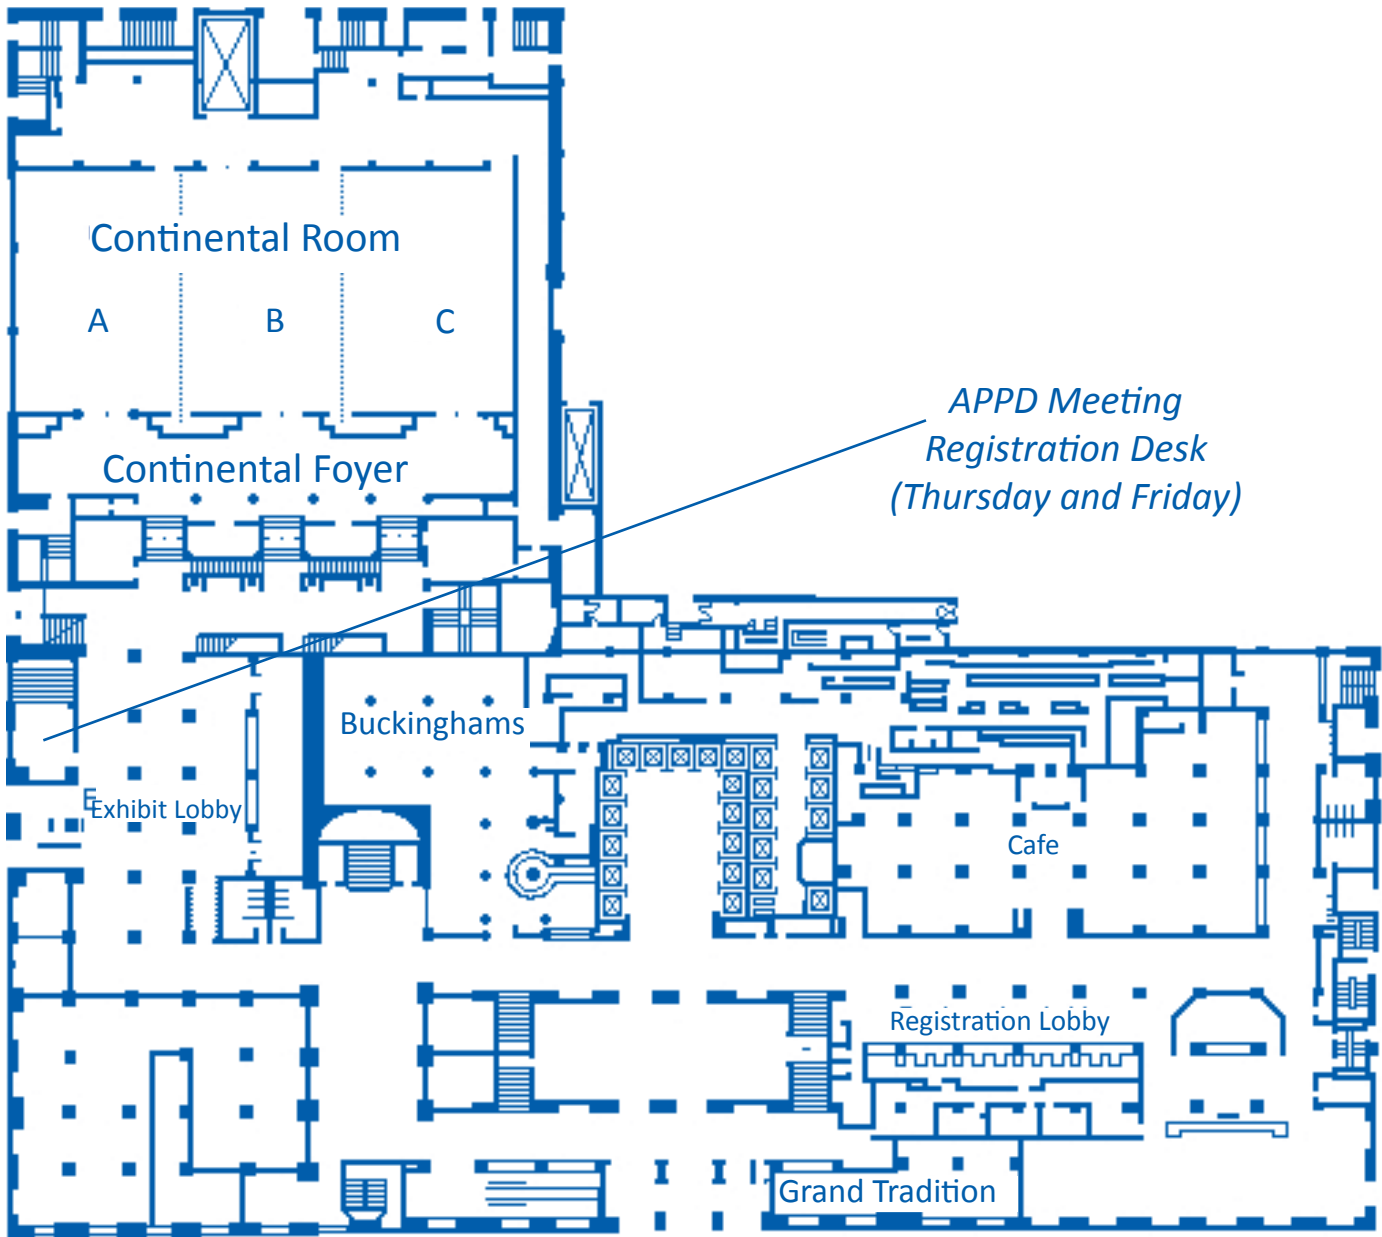 Continental Room
A
B
C
APPD Meeting
Registration Desk
(Thursday and Friday)
Continental Foyer
Buckinghams
E
Exhibit Lobby
Cafe
Registration Lobby
Grand Tradition